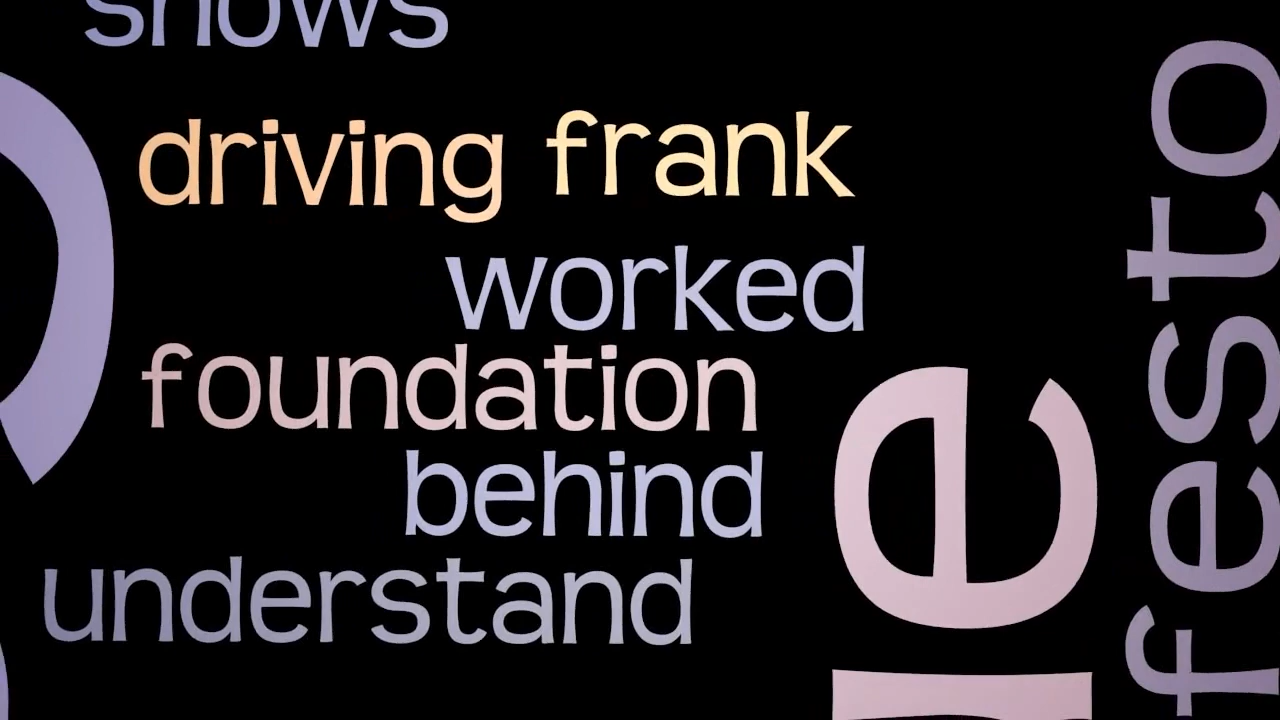 shows
driving frank
worked
foundation
behind
understand
e
festo